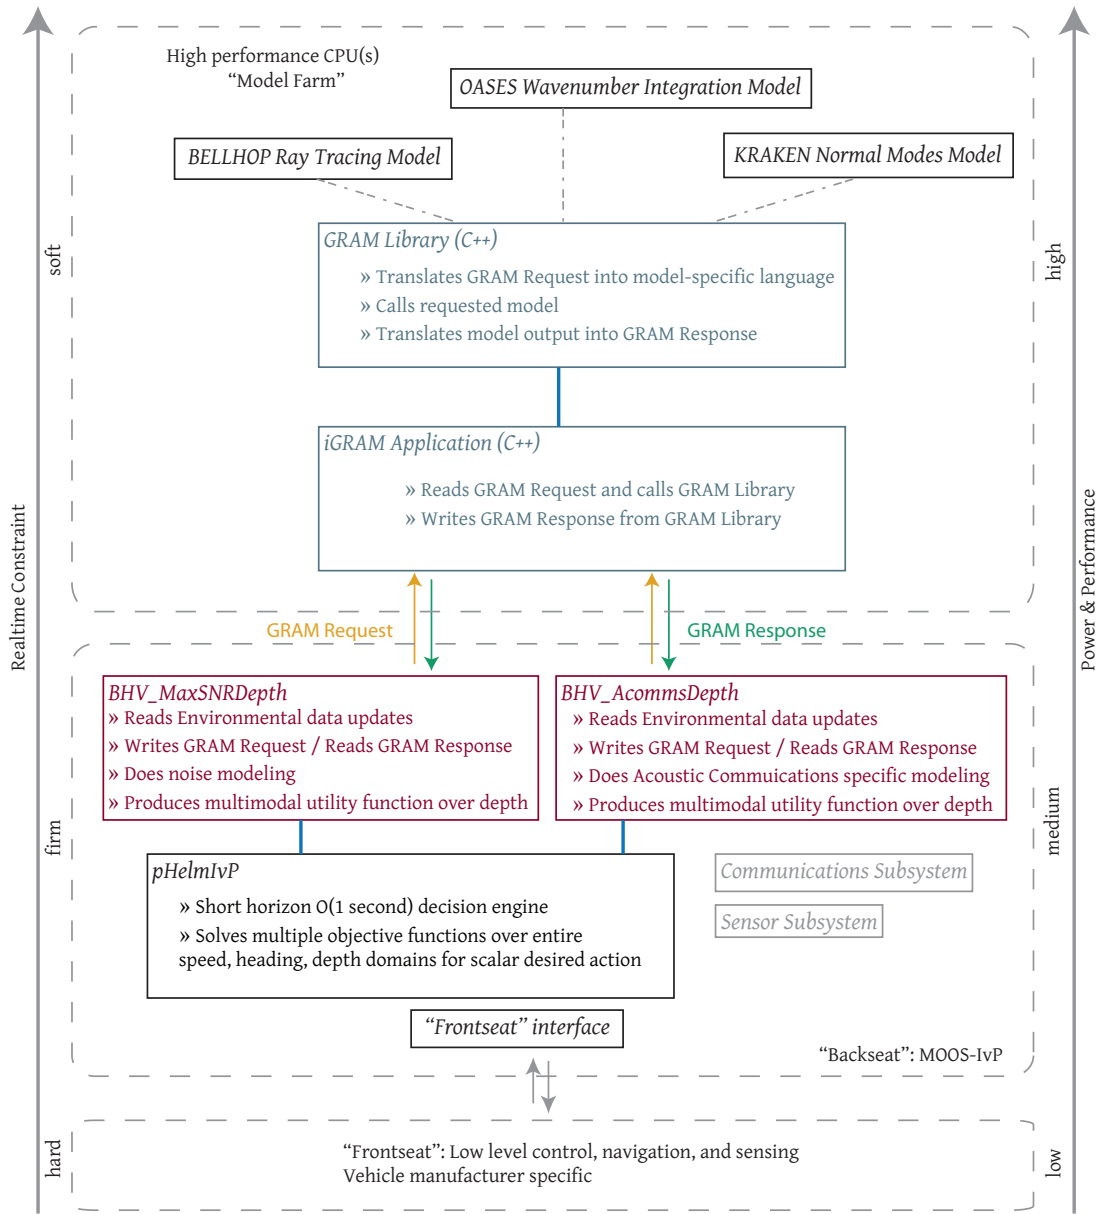 High performance CPU(s)
“Model Farm”
OASES Wavenumber Integration Model
BELLHOP Ray Tracing Model
KRAKEN Normal Modes Model
GRAM Library (C++)
» Translates GRAM Request into model-specific language
» Calls requested model
» Translates model output into GRAM Response
iGRAM Application (C++)
» Reads GRAM Request and calls GRAM Library
» Writes GRAM Response from GRAM Library
GRAM Request
GRAM Response
BHV_MaxSNRDepth
» Reads Environmental data updates
» Writes GRAM Request / Reads GRAM Response
» Does noise modeling
» Produces multimodal utility function over depth
BHV_AcommsDepth
» Reads Environmental data updates
» Writes GRAM Request / Reads GRAM Response
» Does Acoustic Commuications specific modeling
» Produces multimodal utility function over depth
pHelmIvP
» Short horizon O(1 second) decision engine
» Solves multiple objective functions over entire
speed, heading, depth domains for scalar desired action
Communications Subsystem
Sensor Subsystem
“Frontseat” interface
“Backseat”: MOOS-IvP
“Frontseat”: Low level control, navigation, and sensing
Vehicle manufacturer specific
Realtime Constraint
soft
firm
hard
Power & Performance
high
medium
low